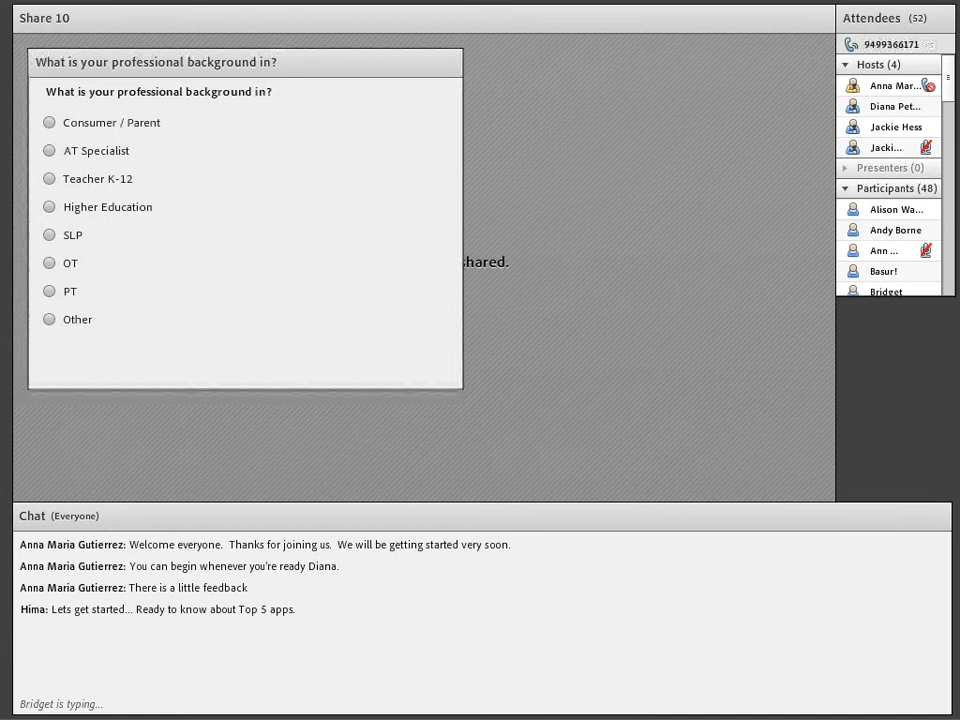 Share 10
What is your professional background in?
What is your professional background in?
Consumer / Parent
AT Specialist
Teacher K-12
Higher Education
SLP
OT
PT
Other
shared.
Attendees (52)
9499366171
Hosts (4)
Anna Mar...
Diana Pet...
Jackie Hess
Jacki...
Presenters (0)
Participants (48)
Alison Wa...
Andy Borne
Ann ...
Basur!
Bridget
Chat (Everyone)
Anna Maria Gutierrez: Welcome everyone. Thanks for joining us. We will be getting started very soon.
Anna Maria Gutierrez: You can begin whenever you're ready Diana.
Anna Maria Gutierrez: There is a little feedback
Hima: Lets get started... Ready to know about Top 5 apps.
Bridget is typing...